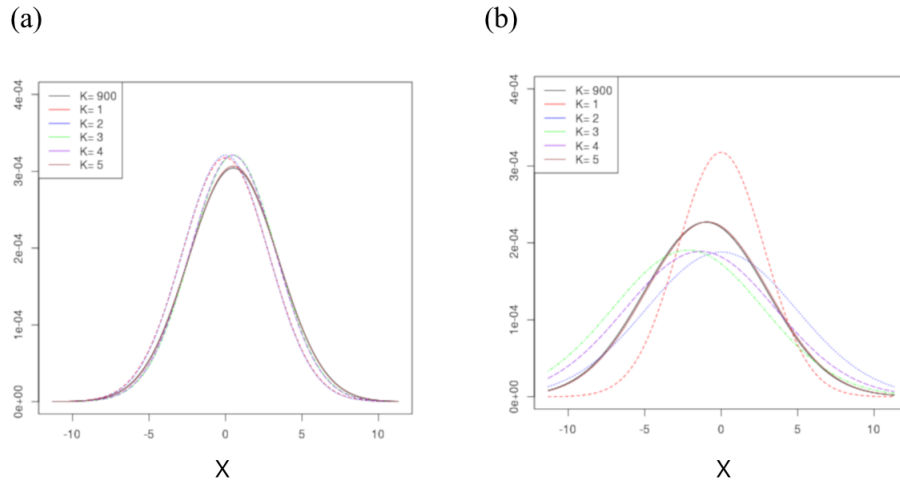 (a)
(b)
K= 900
K= 1
K= 2
K= 3
K= 4
K= 5
4e-04
3e-04
2e-04
1e-04
0e+00
-10 -5 0 5 10
X
K= 900
K= 1
K= 2
K= 3
K= 4
K= 5
4e-04
3e-04
2e-04
1e-04
0e+00
-10 -5 0 5 10
X